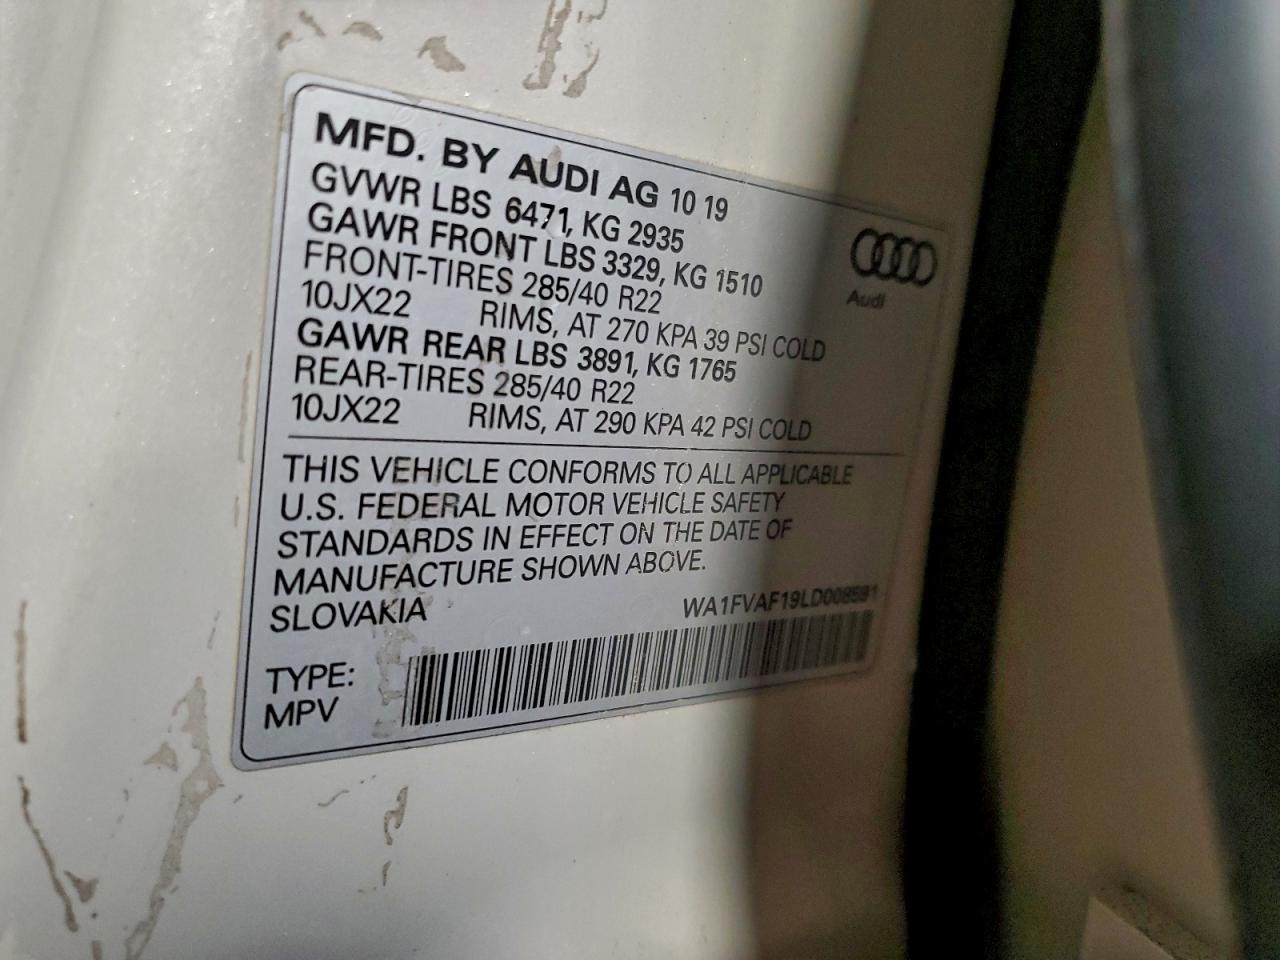 MFD. BY AUDI AG 10 19
GVWR LBS 6471, KG 2935
GAWR FRONT LBS 3329, KG 1510
FRONT-TIRES 285/40 R22
10JX22 RIMS, AT 270 KPA 39 PSI COLD
GAWR REAR LBS 3891, KG 1765
REAR-TIRES 285/40 R22
10JX22 RIMS, AT 290 KPA 42 PSI COLD
Audi
THIS VEHICLE CONFORMS TO ALL APPLICABLE
U.S. FEDERAL MOTOR VEHICLE SAFETY
STANDARDS IN EFFECT ON THE DATE OF
MANUFACTURE SHOWN ABOVE.
SLOVAKIA
TYPE:
MPV